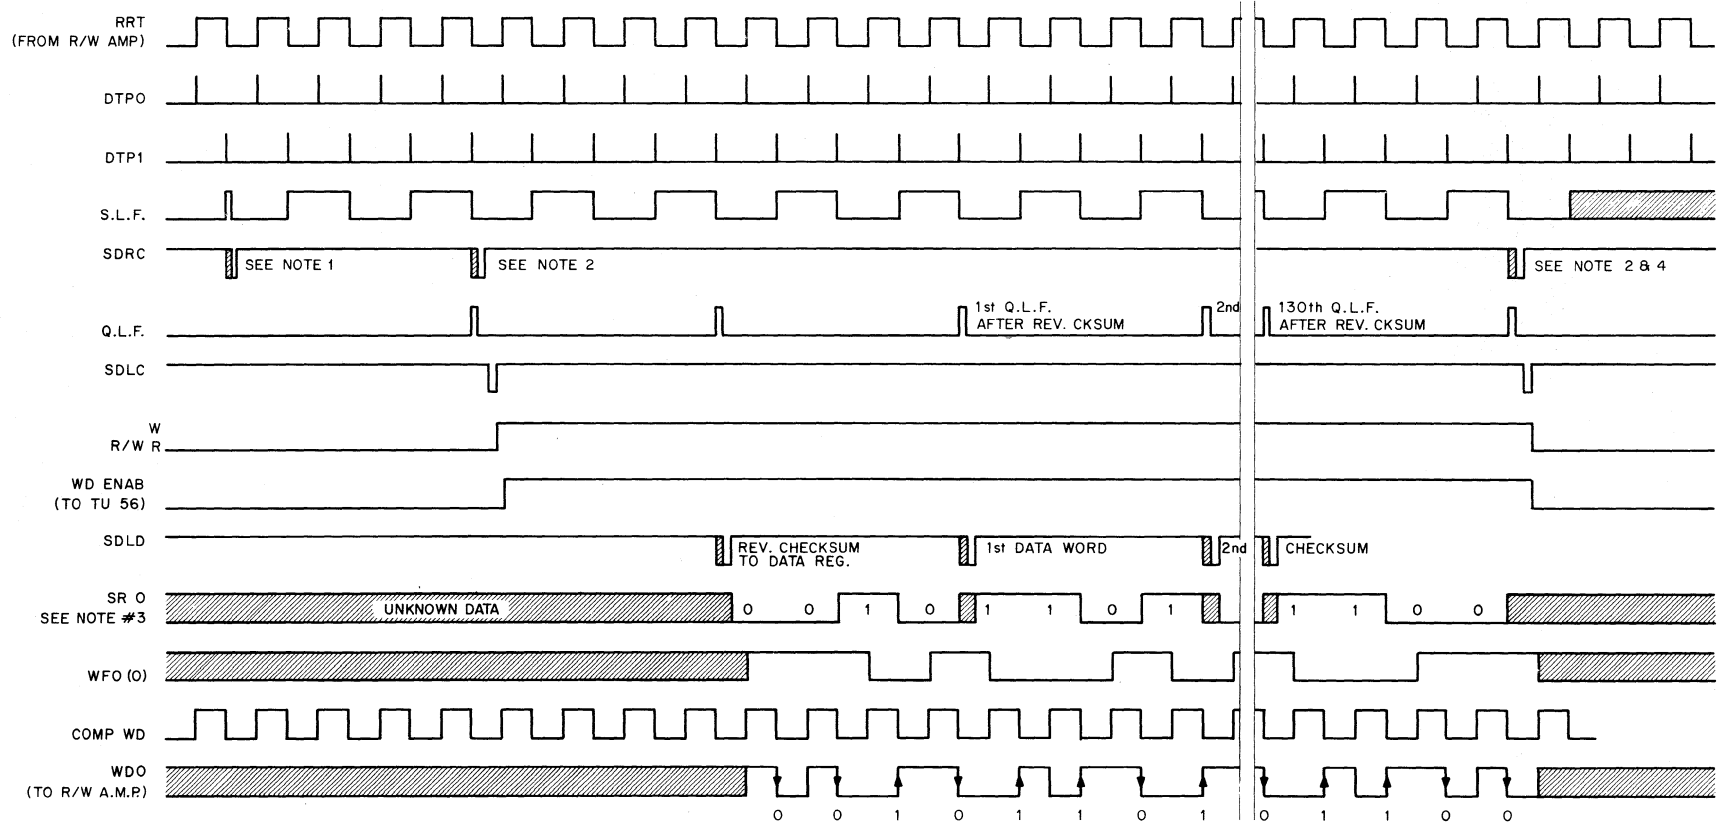 RRT
(FROM R/W AMP)
DTP0
DTP1
S.L.F.
SDRC
SEE NOTE 1
SEE NOTE 2
SEE NOTE 2 & 4
Q.L.F.
1st Q.L.F.
AFTER REV. CKSUM
2nd
130th Q.L.F.
AFTER REV. CKSUM
SDLC
W
R/W R
WD ENAB
(TO TU 56)
SDLD
REV. CHECKSUM
TO DATA REG.
1st DATA WORD
2nd
CHECKSUM
SR 0
SEE NOTE #3
UNKNOWN DATA
0 0 1 0 1 1 0 1 1 1 0 0
WFO (0)
COMP WD
WDO
(TO R/W A.M.P.)
0 0 1 0 1 1 0 1 0 1 1 0 0